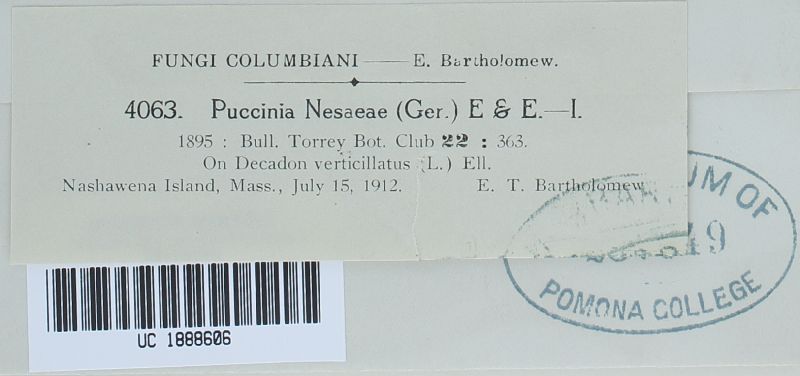 FUNGI COLUMBIANI — E. Bartholomew.
4063. Puccinia Nesaeae (Ger.) E & E.—I.
1895 : Bull. Torrey Bot. Club 22 : 363.
On Decadon verticillatus (L.) Ell.
Nashawena Island, Mass., July 15, 1912. E. T. Bartholomew
OF
POMONA COLLEGE
UC 1888606